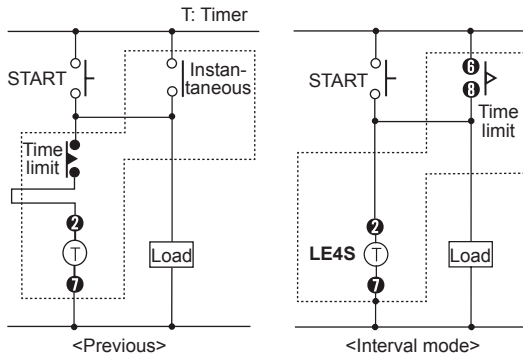 T: Timer
START
Instan-
taneous
Time
limit
2
T
7
Load
<Previous>
START
6
8
Time
limit
2
LE4S
T
7
Load
<Interval mode>